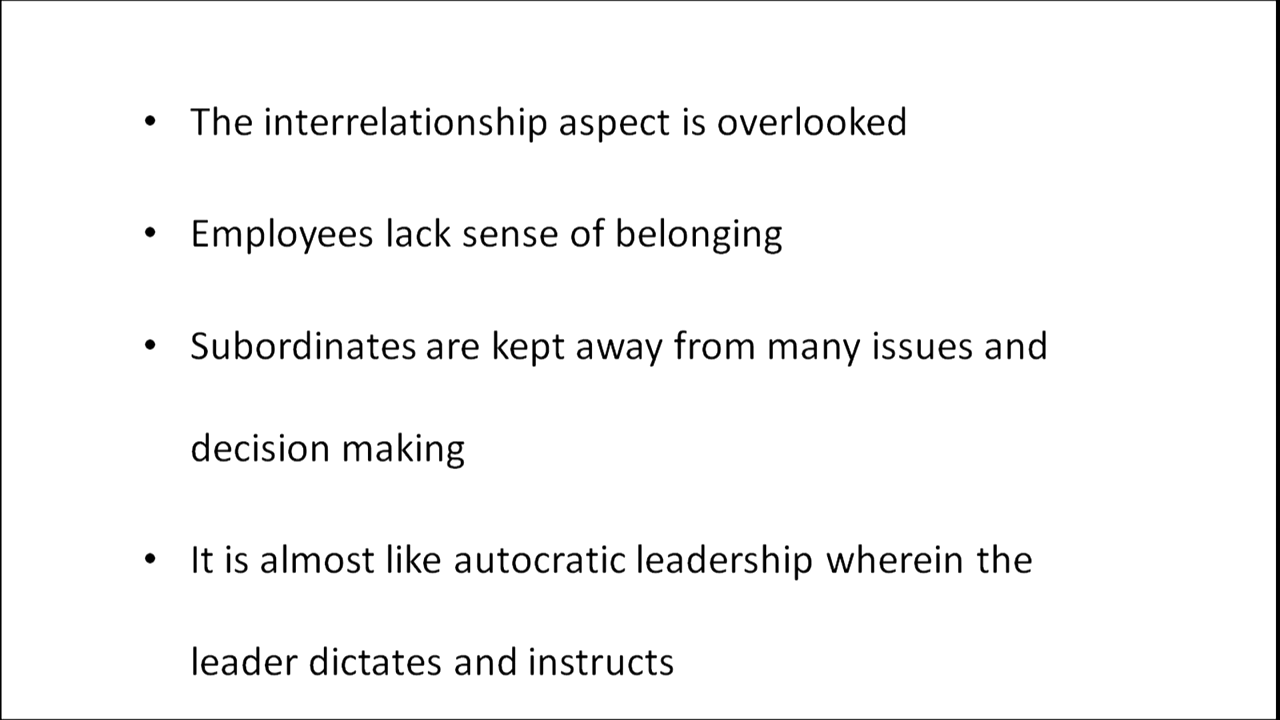 • The interrelationship aspect is overlooked
• Employees lack sense of belonging
• Subordinates are kept away from many issues and
decision making
• It is almost like autocratic leadership wherein the
leader dictates and instructs